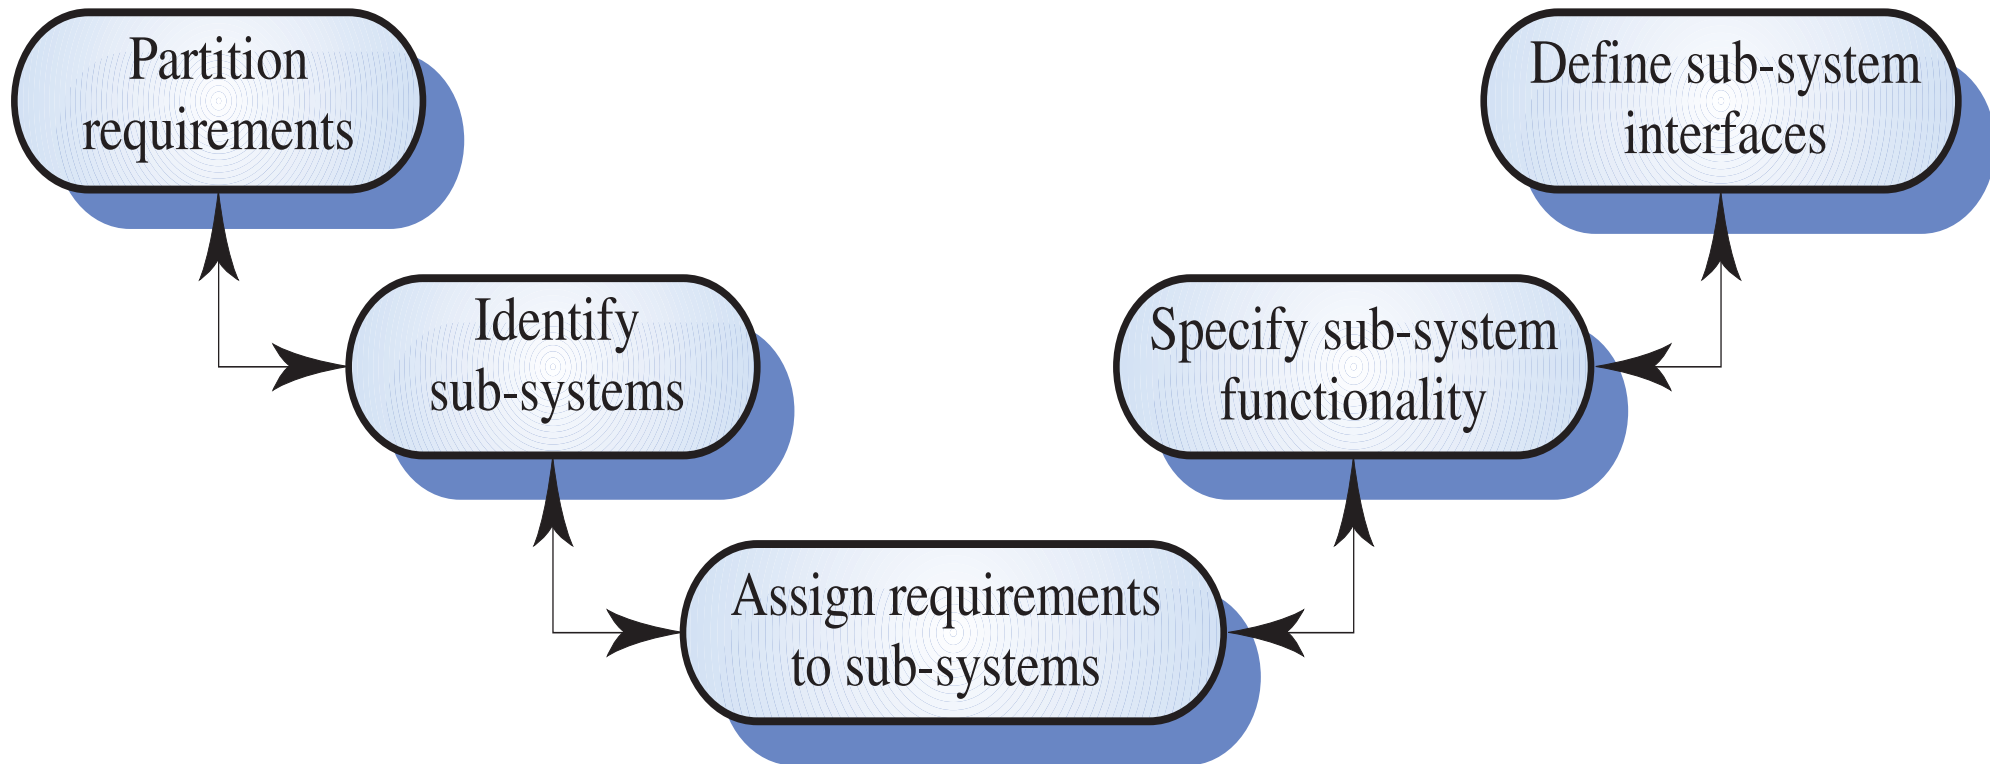 Partition
requirements
Define sub-system
interfaces
Identify
sub-systems
Specify sub-system
functionality
Assign requirements
to sub-systems